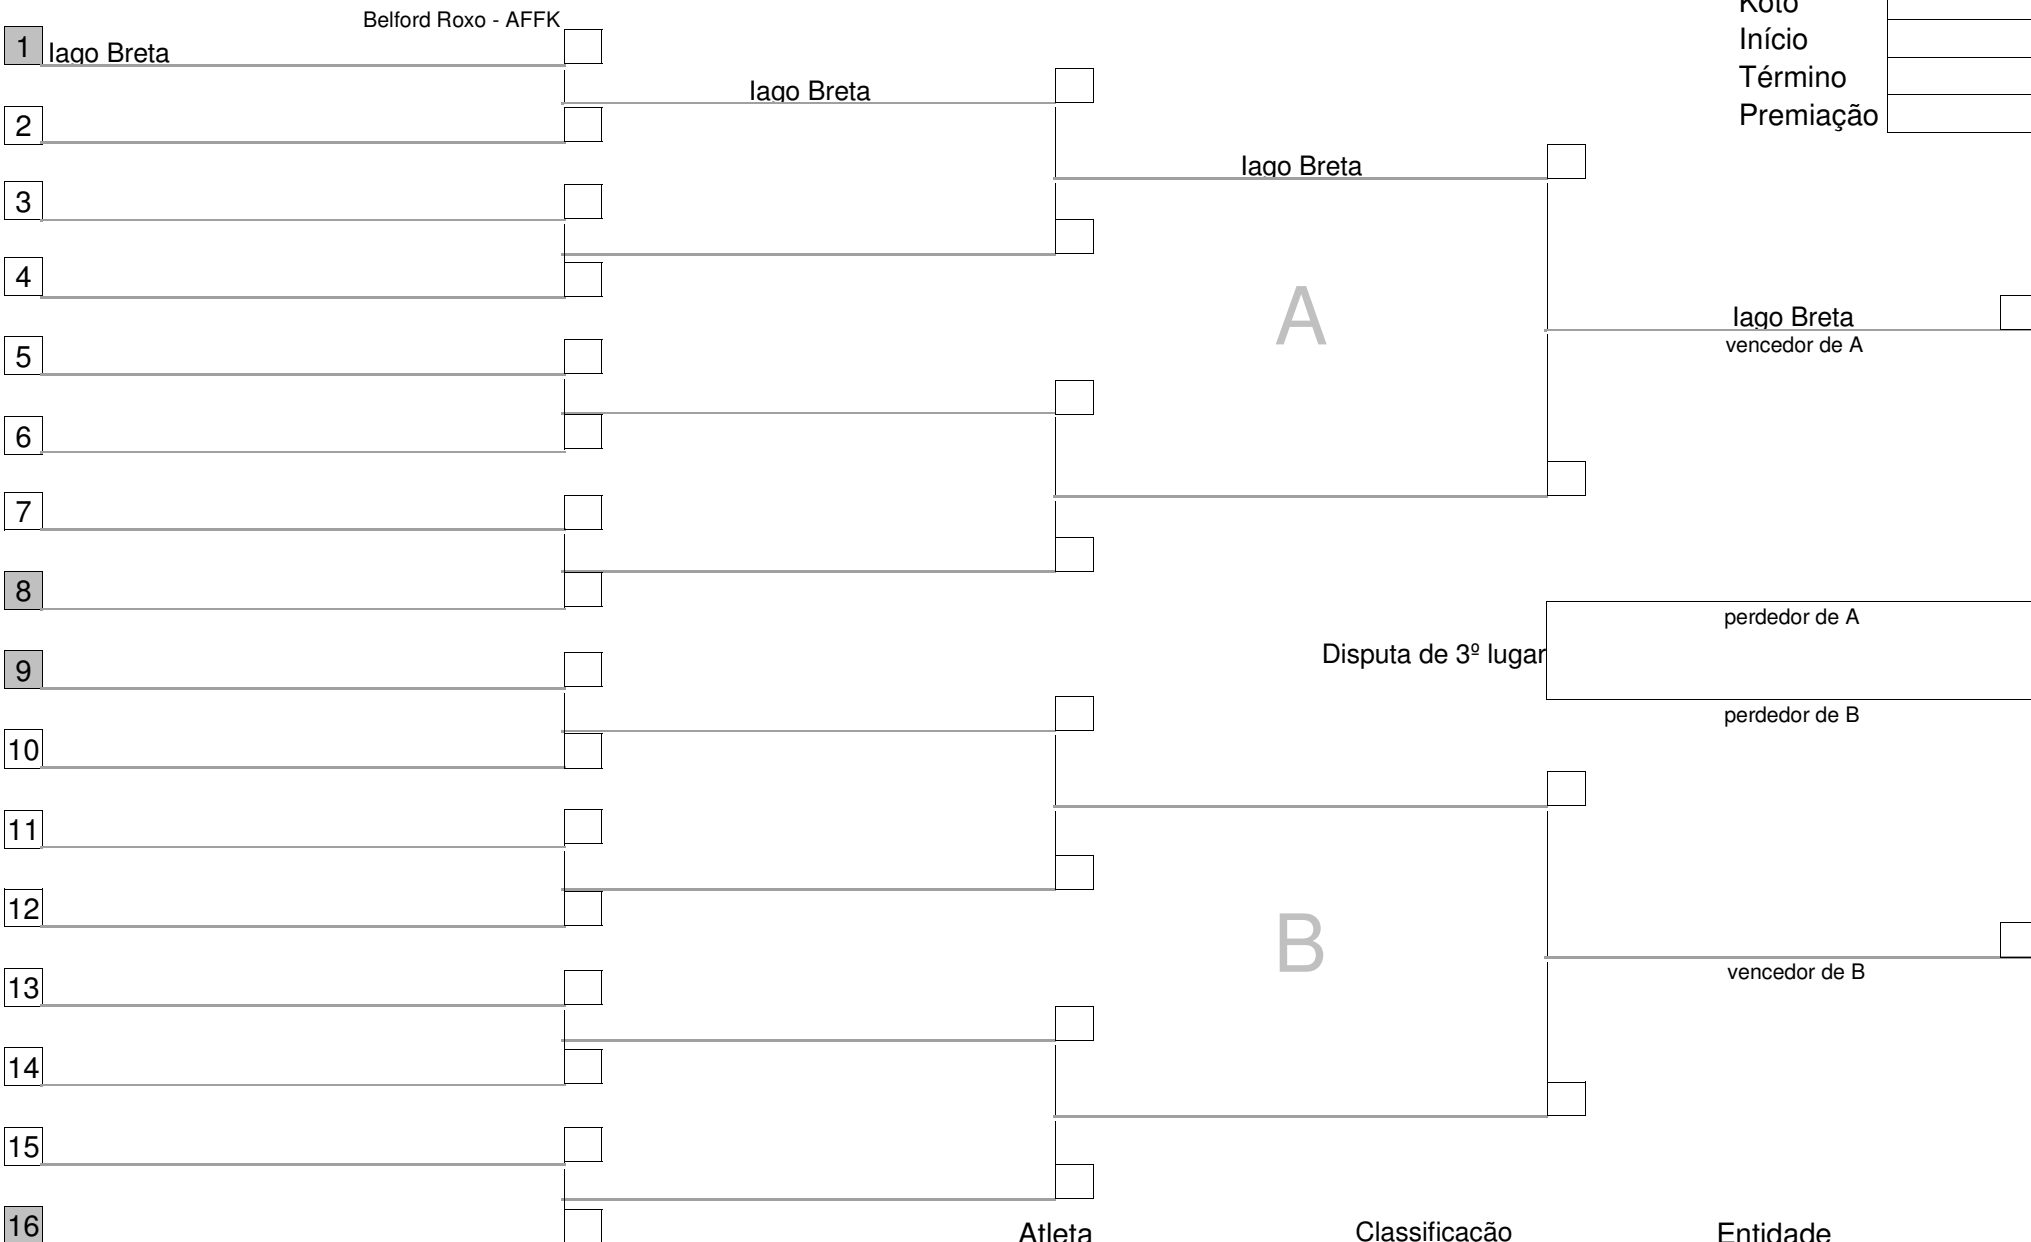 Koto
Belford Roxo - AFFK
Início
1 Iago Breta
Término
Iago Breta
Premiação
2
Iago Breta
3
4
A
Iago Breta
vencedor de A
5
6
7
8
perdedor de A
Disputa de 3º lugar
9
perdedor de B
10
11
12
B
vencedor de B
13
14
15
16
Atleta Classificação Entidade